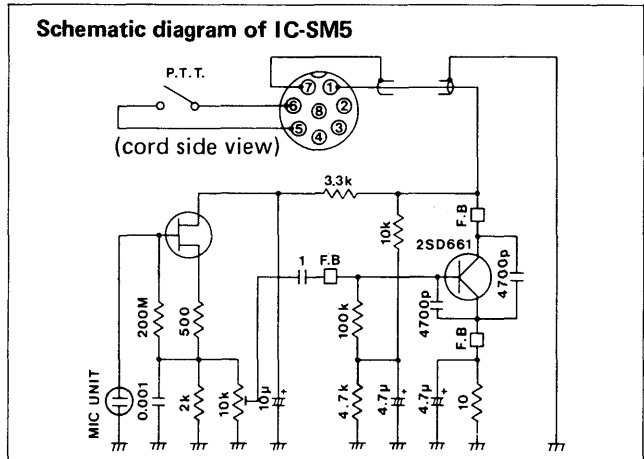 Schematic diagram of IC-SM5
P.T.T.
7
1
6
8
2
5
4
3
(cord side view)
3.3k
10k
F.B
2SD661
1
F.B
4700p
4700p
200M
500
100k
F.B
MIC UNIT
0.001
2k
10k
10μ
+
4.7k
4.7μ
+
4.7μ
+
10